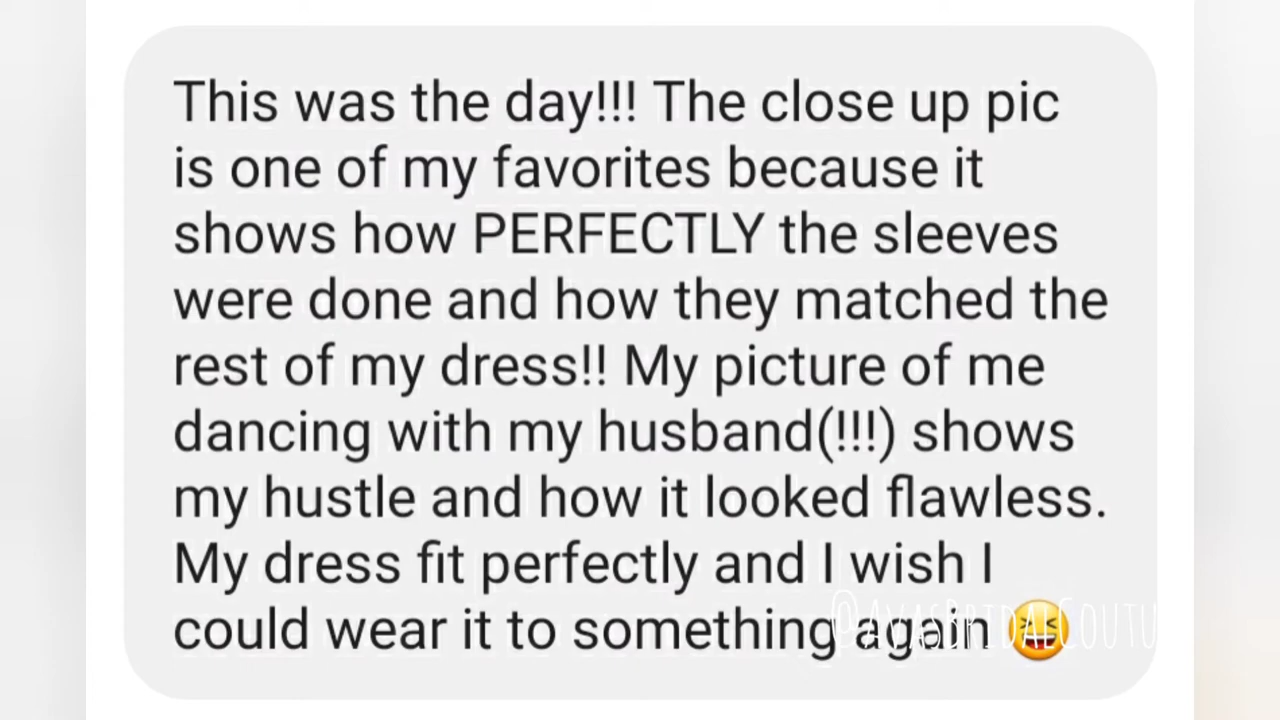 This was the day!!! The close up pic
is one of my favorites because it
shows how PERFECTLY the sleeves
were done and how they matched the
rest of my dress!! My picture of me
dancing with my husband(!!!) shows
my hustle and how it looked flawless.
My dress fit perfectly and I wish I
could wear it to something again 😆
@AvasBridalCoutu